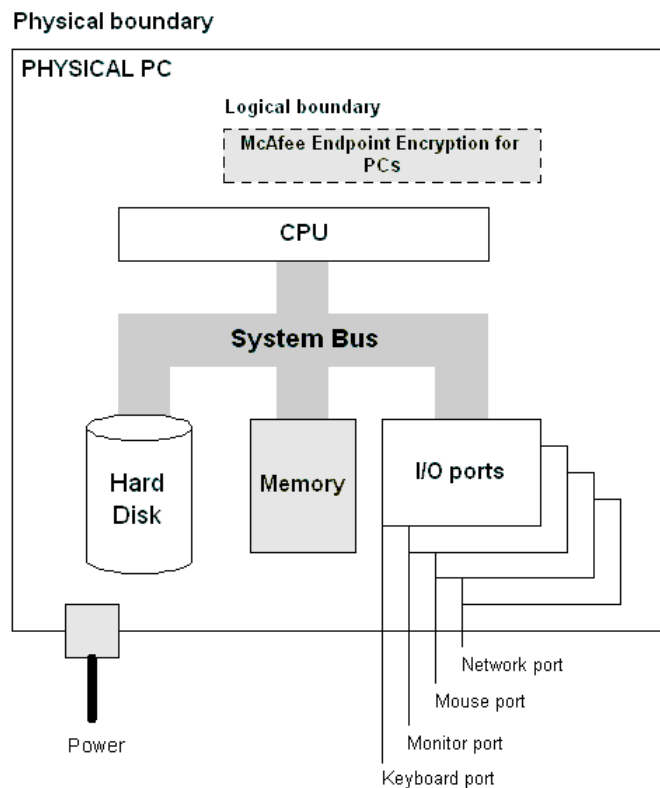 Physical boundary
PHYSICAL PC
Logical boundary
McAfee Endpoint Encryption for
PCs
CPU
System Bus
Hard
Disk
Memory
I/O ports
Network port
Mouse port
Power
Monitor port
Keyboard port